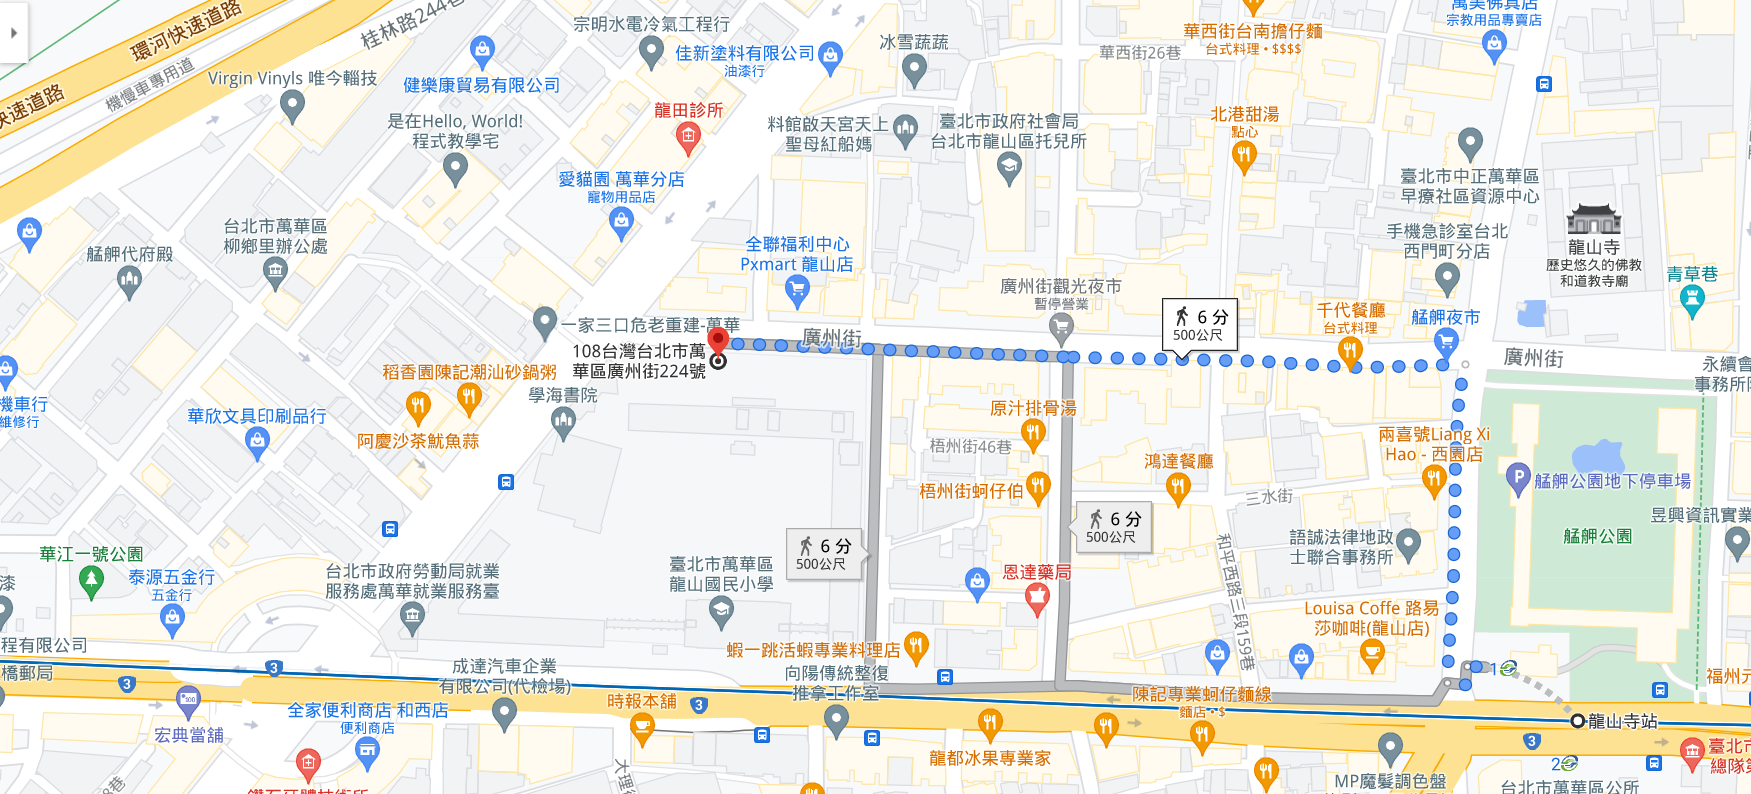 環河快速道路
機慢車專用道
快速道路
桂林路244巷
宗明水電冷氣工程行
健樂康貿易有限公司
佳新塗料有限公司
油漆行
冰雪蔬蔬
華西街26巷
華西街台南擔仔麵
台式料理 • $$$$
萬美佛具店
宗教用品專賣店
Virgin Vinyls 唯今輜技
是在Hello, World!
程式教學宅
龍田診所
料館啟天宮天上
聖母紅船媽
臺北市政府社會局
台北市龍山區托兒所
北港甜湯
點心
臺北市中正萬華區
早療社區資源中心
愛貓園 萬華分店
寵物用品店
台北市萬華區
柳鄉里辦公處
艋舺代府殿
全聯福利中心
Pxmart 龍山店
手機急診室台北
西門町分店
龍山寺
歷史悠久的佛教
和道教寺廟
青草巷
廣州街觀光夜市
暫停營業
6 分
500公尺
千代餐廳
台式料理
艋舺夜市
一家三口危老重建-萬華
廣州街
108台灣台北市萬
華區廣州街224號
廣州街
永續會
事務所
稻香園陳記潮汕砂鍋粥
學海書院
機車行
維修行
華欣文具印刷品行
阿慶沙茶魷魚蒜
原汁排骨湯
梧州街46巷
兩喜號Liang Xi
Hao - 西園店
鴻達餐廳
梧州街蚵仔伯
三水街
艋舺公園地下停車場
6 分
500公尺
6 分
500公尺
語誠法律地政
士聯合事務所
艋舺公園
昱興資訊實業
和平西路三段159巷
華江一號公園
泰源五金行
五金行
漆
台北市政府勞動局就業
服務處萬華就業服務臺
臺北市萬華區
龍山國民小學
恩達藥局
Louisa Coffe 路易
莎咖啡(龍山店)
程有限公司
橋郵局
3
3
蝦一跳活蝦專業料理店
成達汽車企業
有限公司(代檢場)
向陽傳統整復
推拿工作室
1
福州元
陳記專業蚵仔麵線
麵店 • $
時報本舖
3
全家便利商店 和西店
便利商店
宏典當舖
龍山寺站
3
龍都冰果專業家
大理街
2
臺北市
總隊第
MP魔髮調色盤
台北市萬華區公所